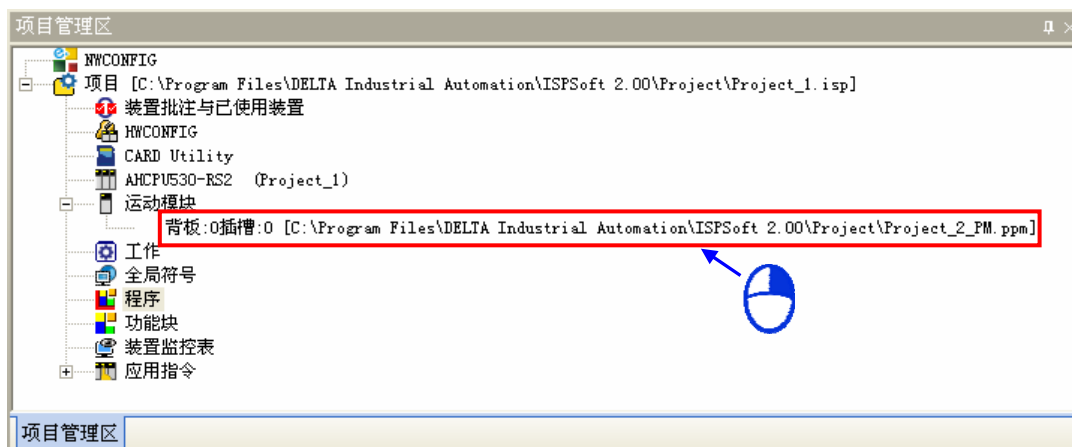 项目管理区
NWCONFIG
项目 [C:\Program Files\DELTA Industrial Automation\ISPSoft 2.00\Project\Project_1.isp]
装置批注与已使用装置
HWCONFIG
CARD Utility
AHCPU530-RS2 (Project_1)
运动模块
背板:0插槽:0 [C:\Program Files\DELTA Industrial Automation\ISPSoft 2.00\Project\Project_2_PM.ppm]
工作
全局符号
程序
功能块
装置监控表
应用指令
项目管理区